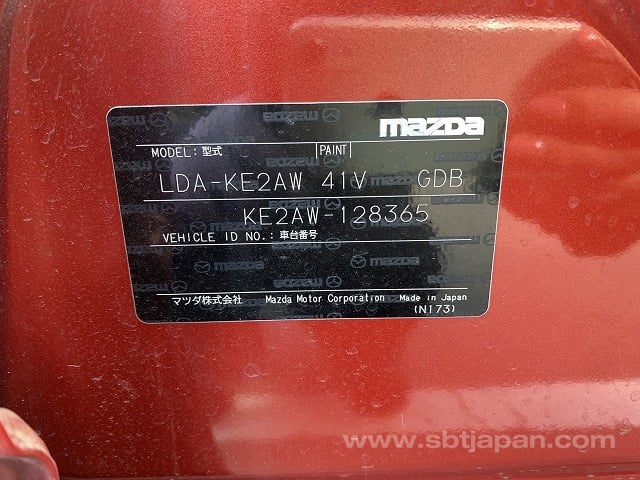 mazda
MODEL: 型式 PAINT
LDA-KE2AW 41V GDB
KE2AW-128365
VEHICLE ID NO.: 車台番号
マツダ株式会社 Mazda Motor Corporation Made in Japan
(N173)
www.sbtjapan.com